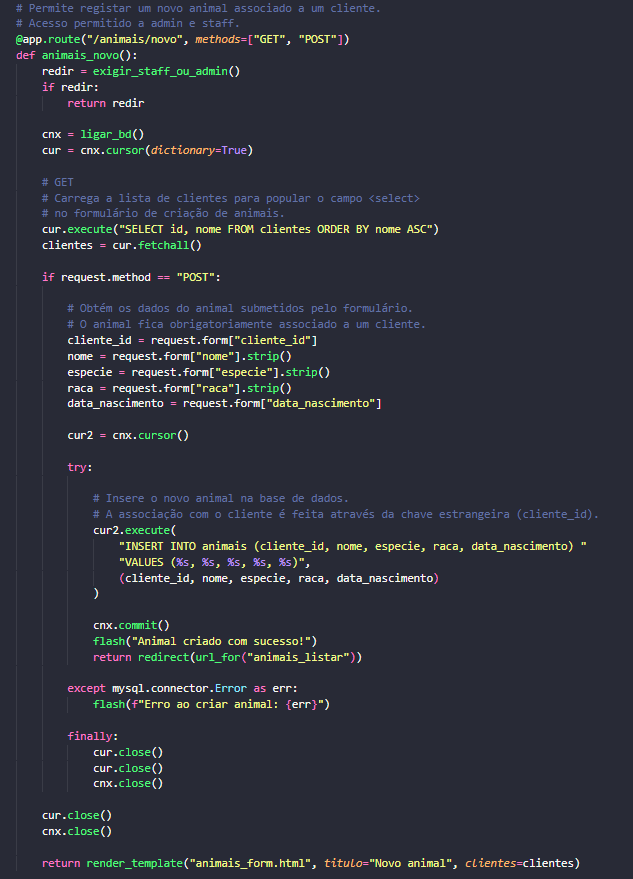 # Permite registar um novo animal associado a um cliente.
# Acesso permitido a admin e staff.
@app.route("/animais/novo", methods=["GET", "POST"])
def animais_novo():
    redir = exigir_staff_ou_admin()
    if redir:
        return redir

    cnx = ligar_bd()
    cur = cnx.cursor(dictionary=True)

    # GET
    # Carrega a lista de clientes para popular o campo <select>
    # no formulário de criação de animais.
    cur.execute("SELECT id, nome FROM clientes ORDER BY nome ASC")
    clientes = cur.fetchall()

    if request.method == "POST":

        # Obtém os dados do animal submetidos pelo formulário.
        # O animal fica obrigatoriamente associado a um cliente.
        cliente_id = request.form["cliente_id"]
        nome = request.form["nome"].strip()
        especie = request.form["especie"].strip()
        raca = request.form["raca"].strip()
        data_nascimento = request.form["data_nascimento"]

        cur2 = cnx.cursor()

        try:

            # Insere o novo animal na base de dados.
            # A associação com o cliente é feita através da chave estrangeira (cliente_id).
            cur2.execute(
                "INSERT INTO animais (cliente_id, nome, especie, raca, data_nascimento) "
                "VALUES (%s, %s, %s, %s, %s)",
                (cliente_id, nome, especie, raca, data_nascimento)
            )

            cnx.commit()
            flash("Animal criado com sucesso!")
            return redirect(url_for("animais_listar"))

        except mysql.connector.Error as err:
            flash(f"Erro ao criar animal: {err}")

        finally:
            cur.close()
            cur.close()
            cnx.close()

    cur.close()
    cnx.close()

    return render_template("animais_form.html", titulo="Novo animal", clientes=clientes)